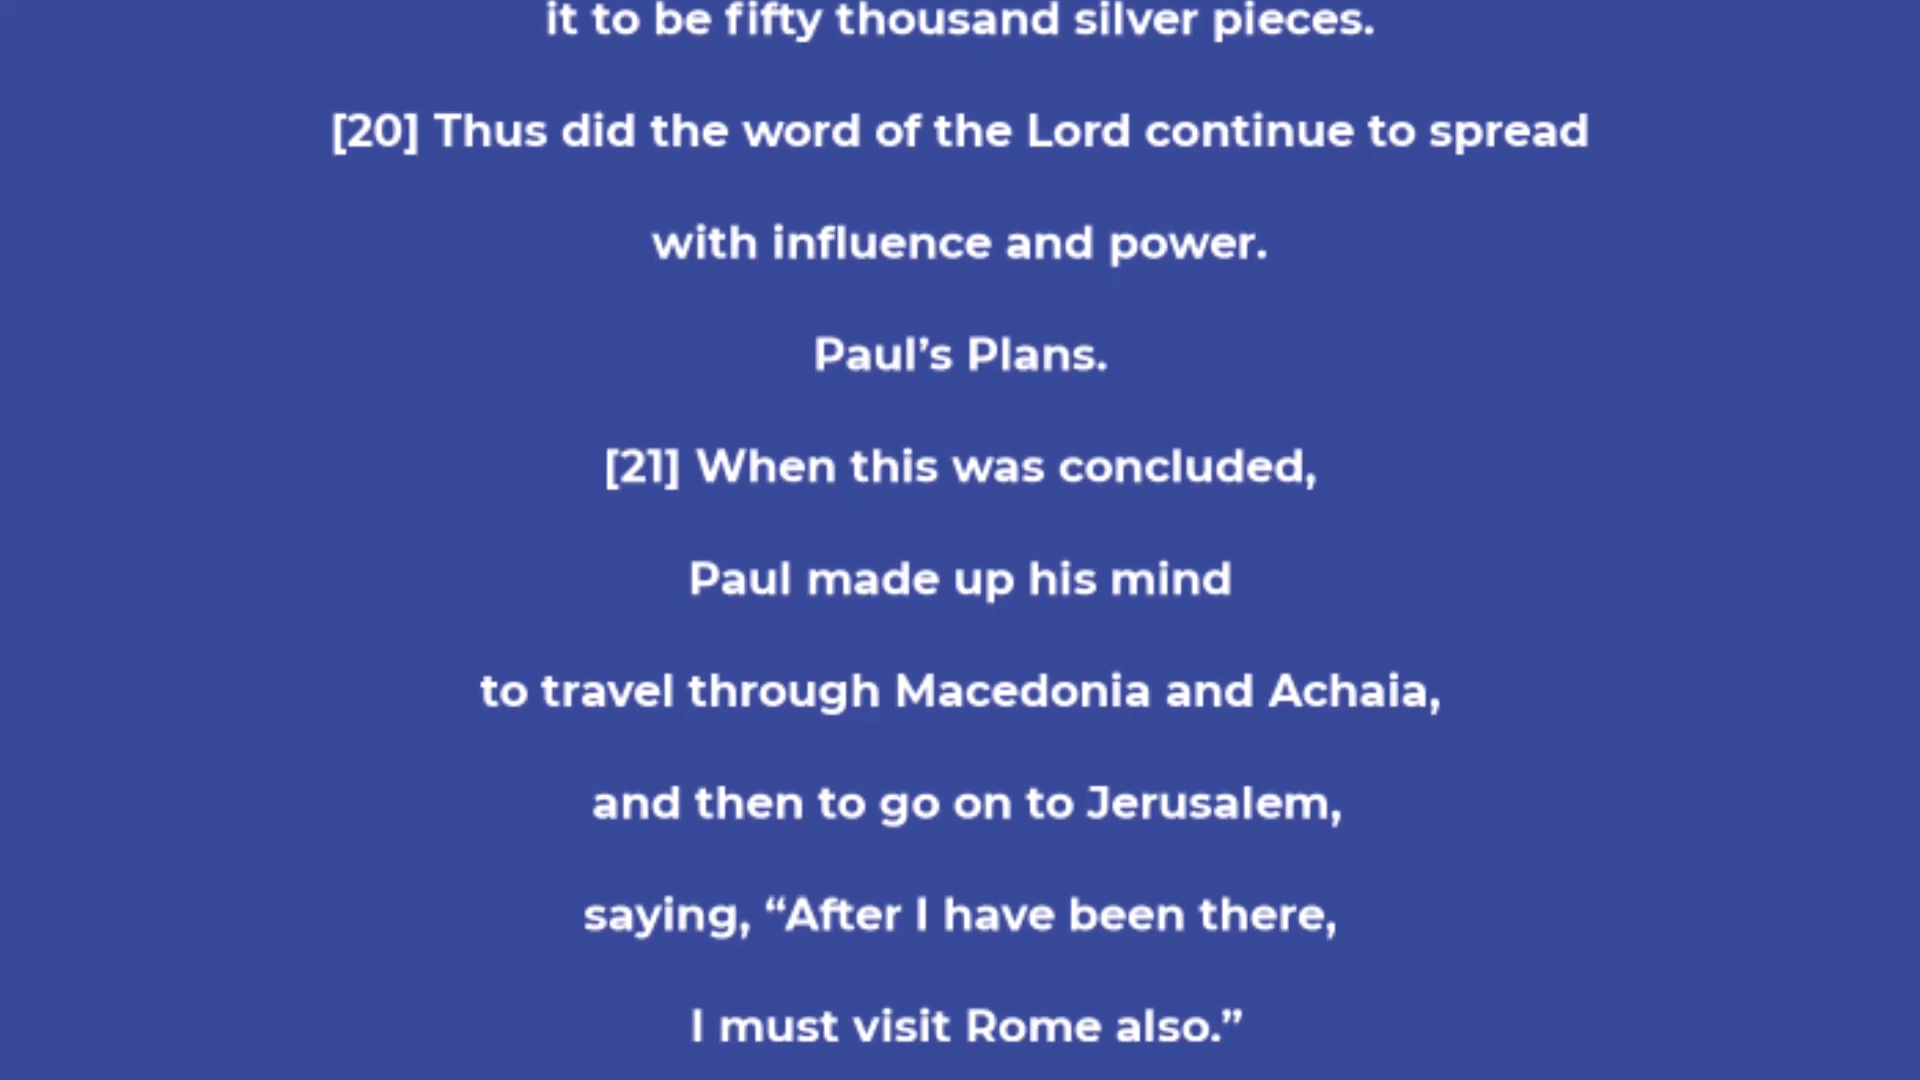 it to be fifty thousand silver pieces.
[20] Thus did the word of the Lord continue to spread
with influence and power.
Paul’s Plans.
[21] When this was concluded,
Paul made up his mind
to travel through Macedonia and Achaia,
and then to go on to Jerusalem,
saying, “After I have been there,
I must visit Rome also.”